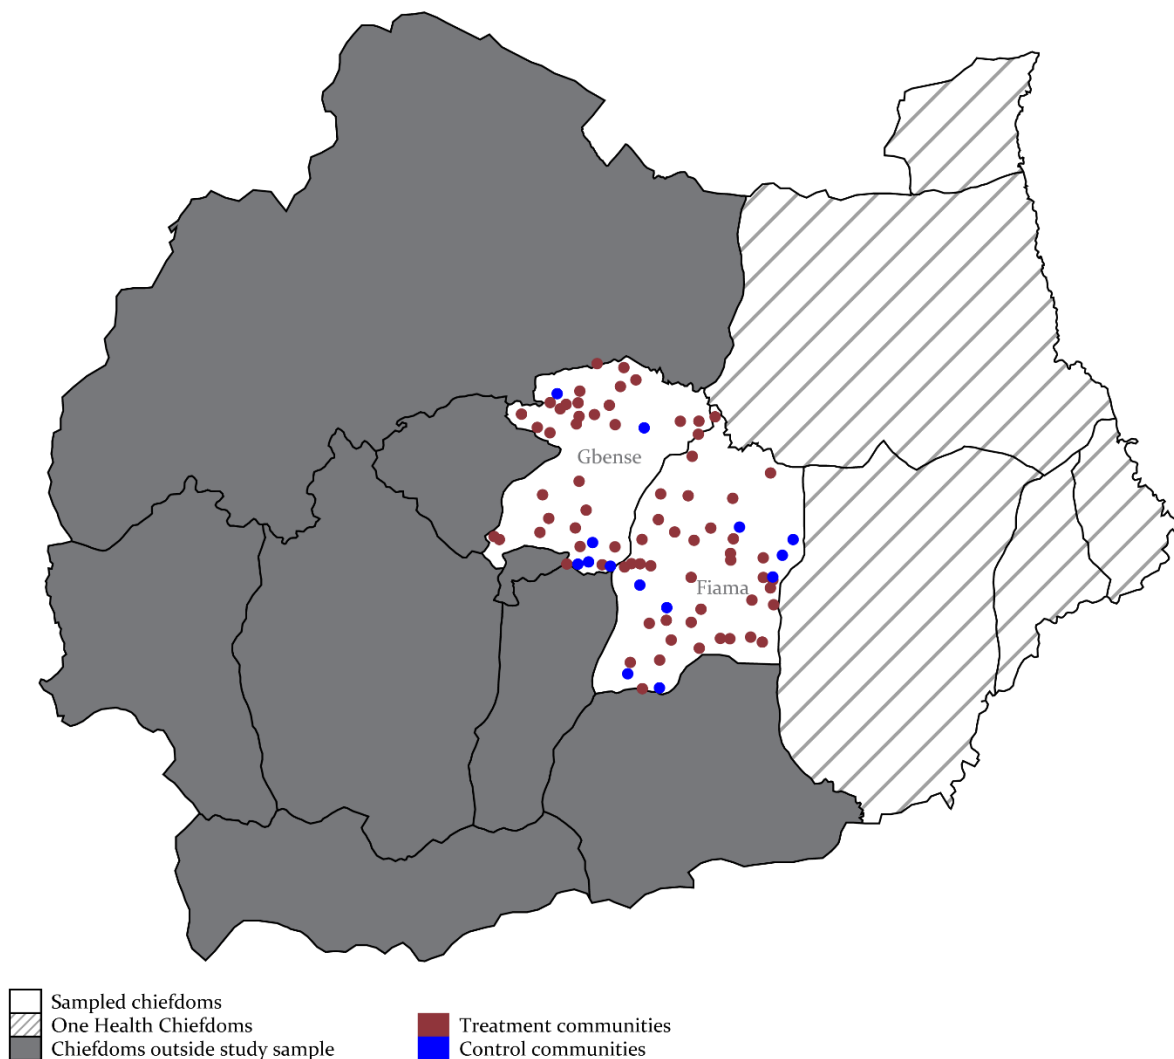 Gbense
Fiama
Sampled chiefdoms
One Health Chiefdoms
Chiefdoms outside study sample
Treatment communities
Control communities